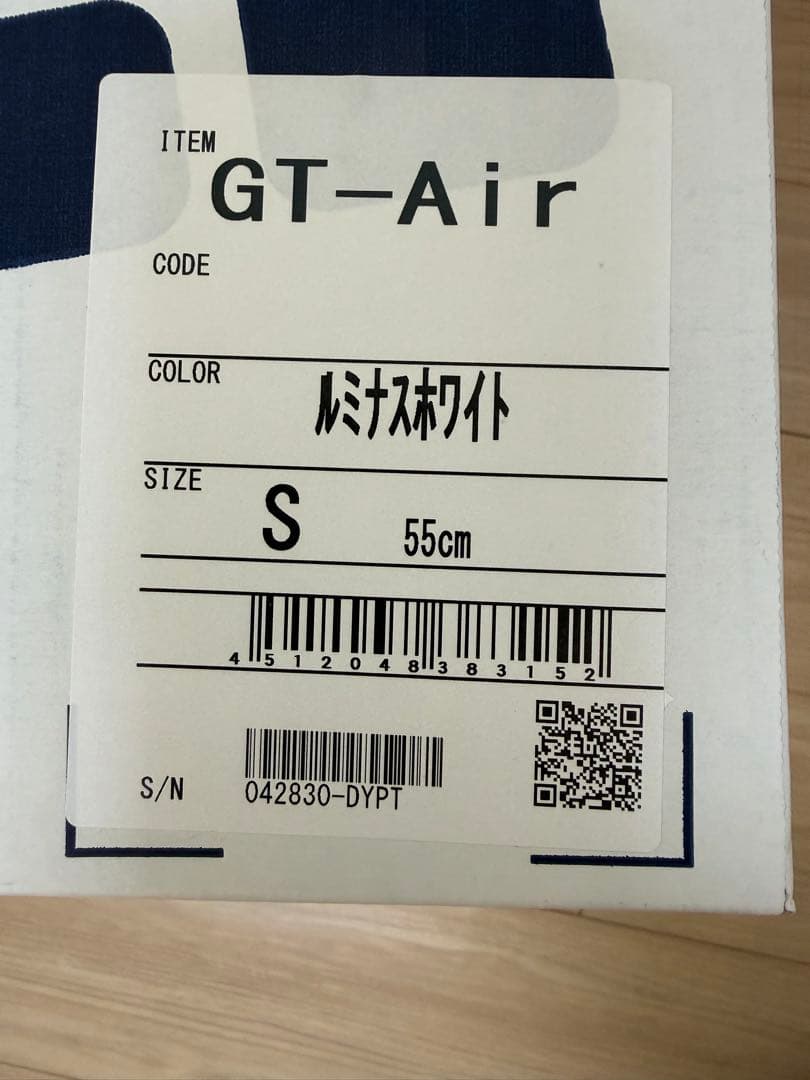 ITEM
GT-Air
CODE
COLOR
ルミナスホワイト
SIZE
S 55cm
4512048383152
S/N 042830-DYPT